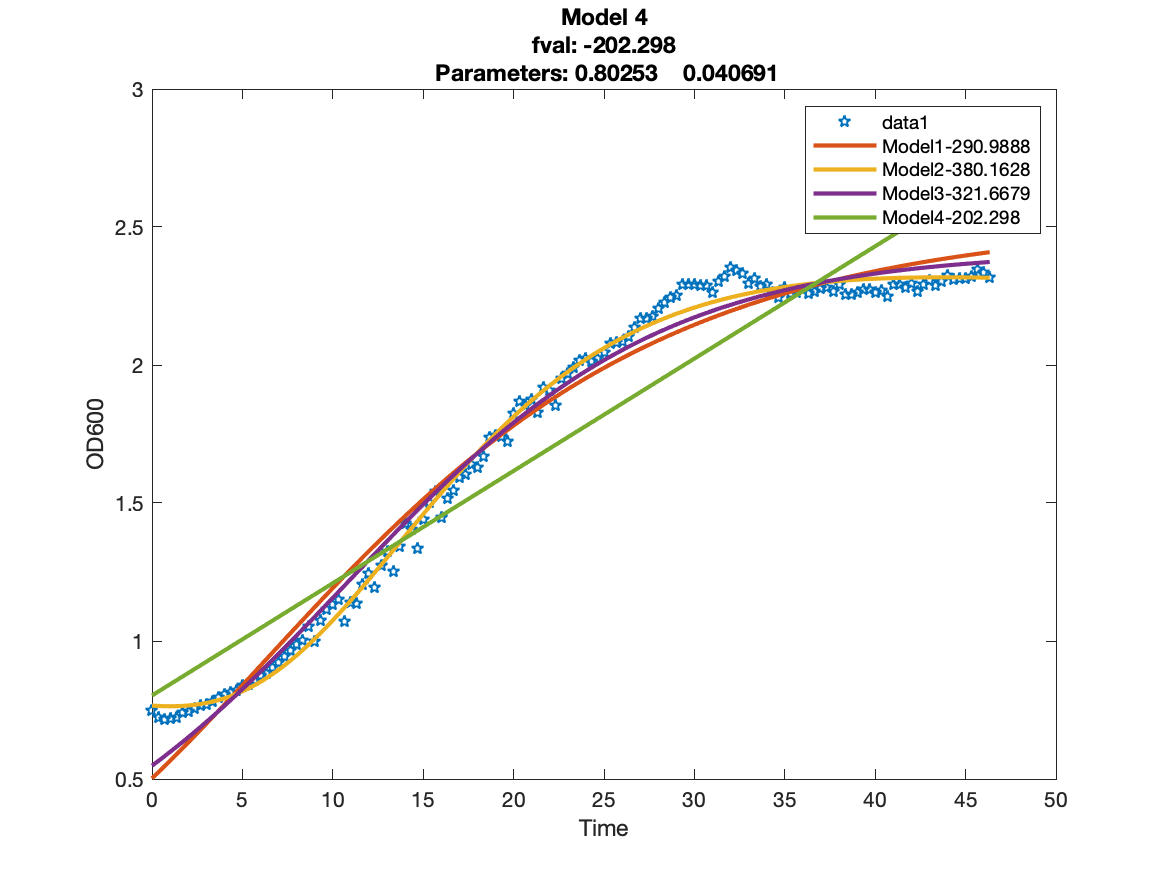 Model 4
fval: -202.298
Parameters: 0.80253 0.040691
3
2.5
2
1.5
1
0.5
OD600
data1
Model1-290.9888
Model2-380.1628
Model3-321.6679
Model4-202.298
0 5 10 15 20 25 30 35 40 45 50
Time